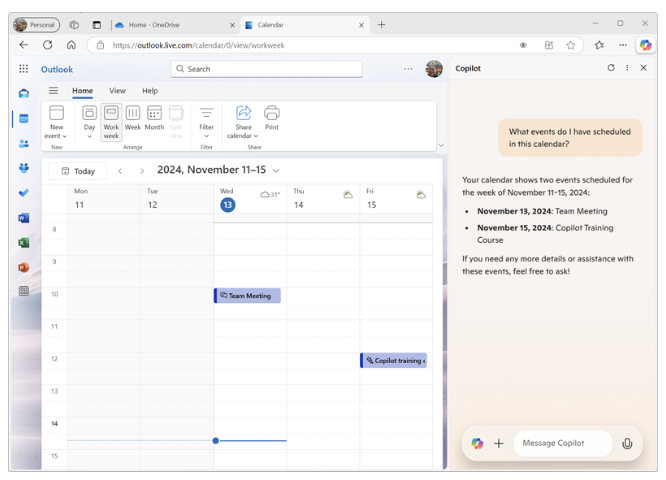 Personal
Home - OneDrive
Calendar
https://outlook.live.com/calendar/0/view/workweek
Outlook
Search
Home View Help
New event
Day
Work week
Week
Month
Split view
Filter
Share calendar
Print
New Arrange Filter Share
Today
2024, November 11–15
Mon
11
Tue
12
Wed
13
31°
Thu
14
Fri
15
8
9
10
Team Meeting
11
12
Copilot training
13
14
15
Copilot
What events do I have scheduled
in this calendar?
Your calendar shows two events scheduled for
the week of November 11-15, 2024:
• November 13, 2024: Team Meeting
• November 15, 2024: Copilot Training
Course
If you need any more details or assistance with
these events, feel free to ask!
Message Copilot